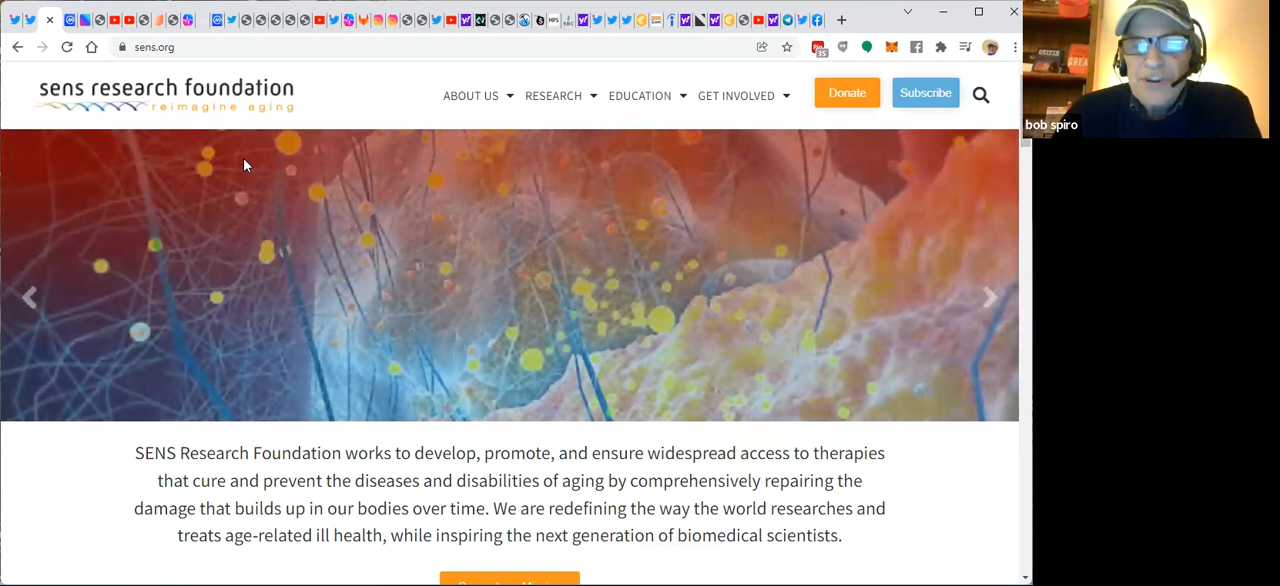 sens.org
35
sens research foundation
reimagine aging
ABOUT US
RESEARCH
EDUCATION
GET INVOLVED
Donate
Subscribe
bob spiro
SENS Research Foundation works to develop, promote, and ensure widespread access to therapies
that cure and prevent the diseases and disabilities of aging by comprehensively repairing the
damage that builds up in our bodies over time. We are redefining the way the world researches and
treats age-related ill health, while inspiring the next generation of biomedical scientists.